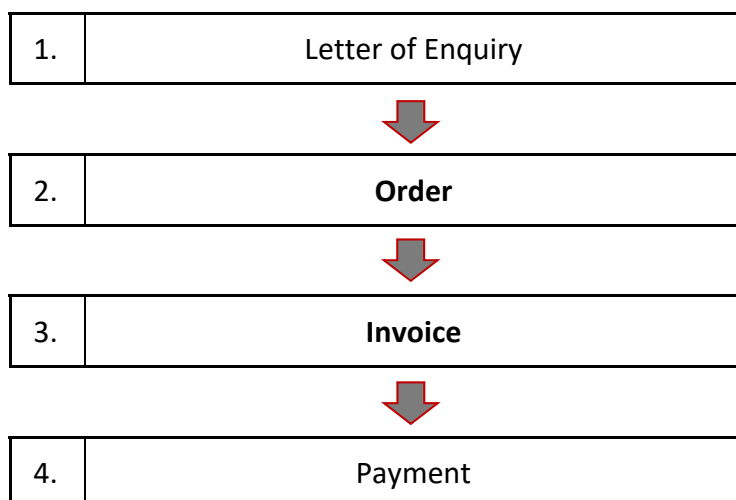 1. Letter of Enquiry
2. Order
3. Invoice
4. Payment